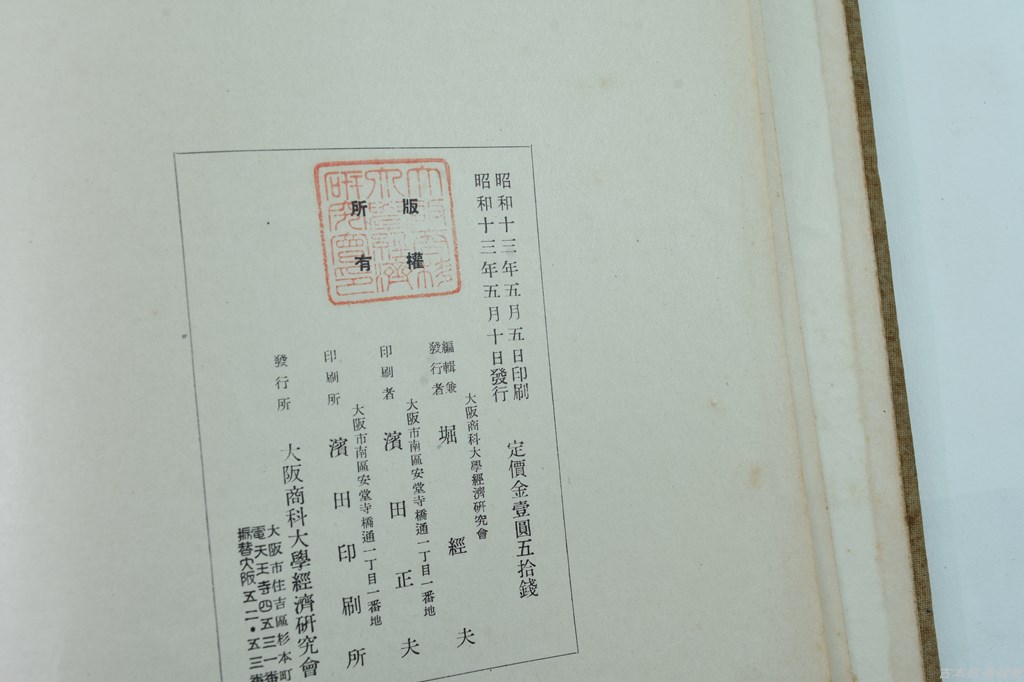 昭和十三年五月五日印刷
昭和十三年五月十日發行
定價金壹圓五拾錢
版權
所有
大阪商科大學經濟研究會
編輯兼
發行者
堀經夫
大阪市南區安堂寺橋通一丁目一番地
印刷者
濱田正夫
大阪市南區安堂寺橋通一丁目一番地
印刷所
濱田印刷所
發行所
大阪商科大學經濟研究會
大阪市住吉區杉本町
電天王寺四五三一番
振替大阪五二・五三番